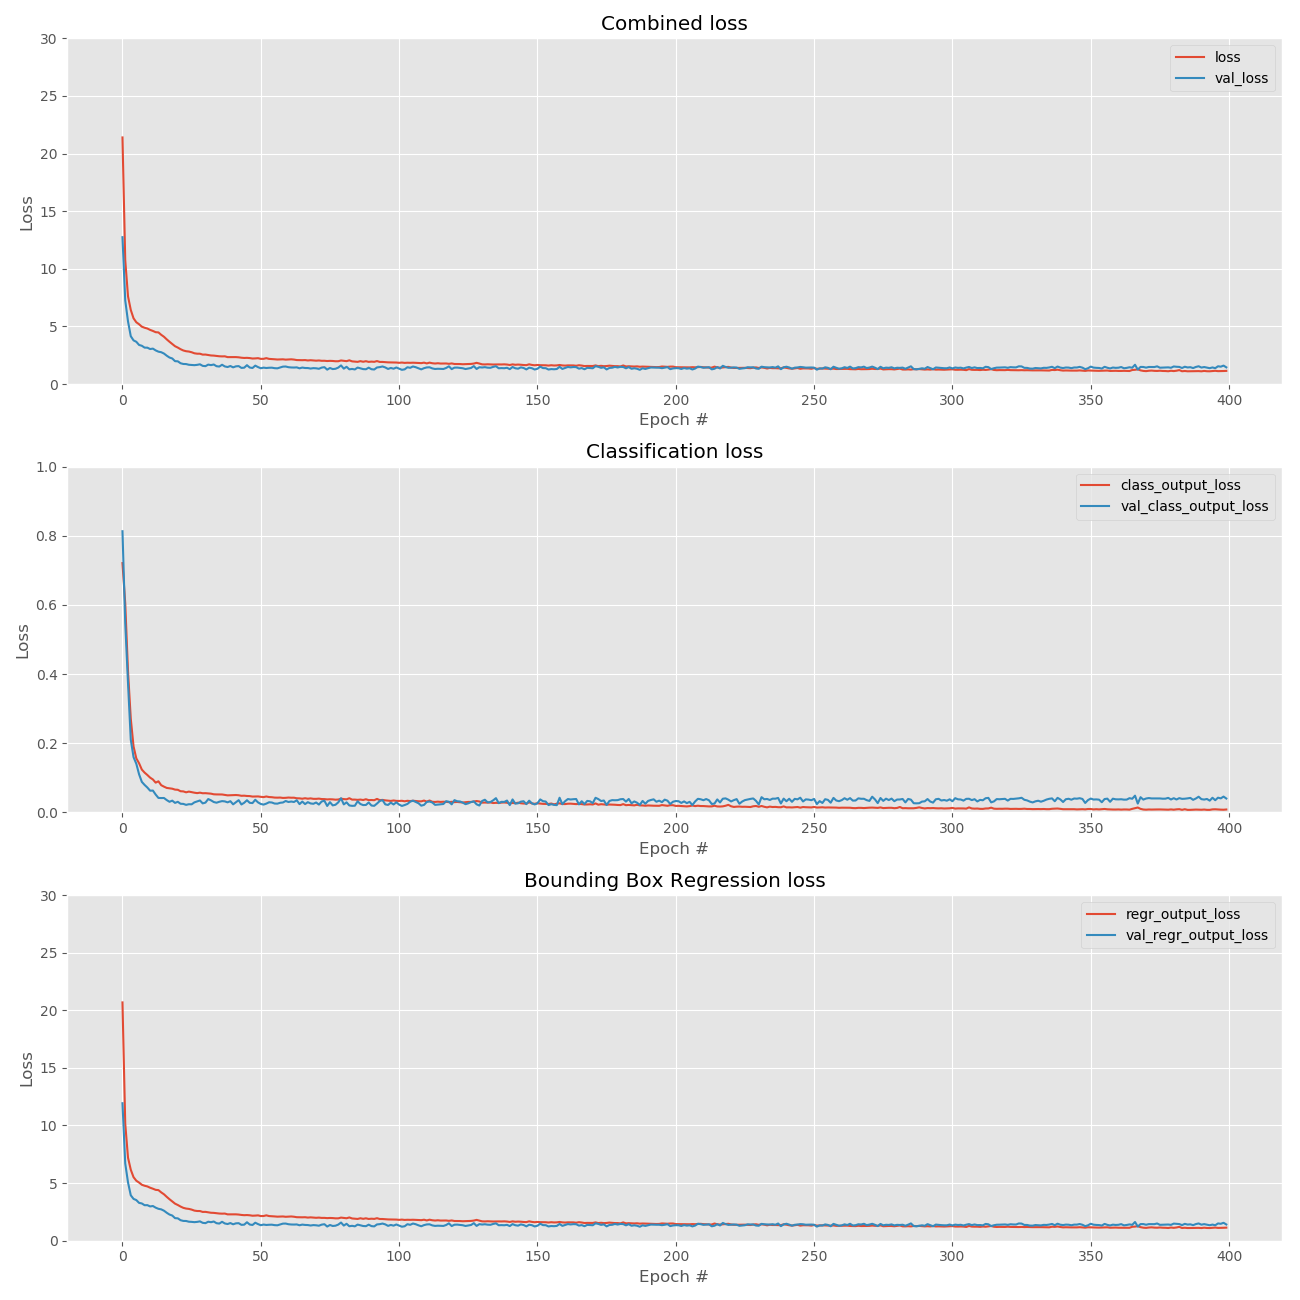 Combined loss
30
25
20
15
10
5
0
Loss
loss
val_loss
0 50 100 150 200 250 300 350 400
Epoch #
Classification loss
1.0
0.8
0.6
0.4
0.2
0.0
Loss
class_output_loss
val_class_output_loss
0 50 100 150 200 250 300 350 400
Epoch #
Bounding Box Regression loss
30
25
20
15
10
5
0
Loss
regr_output_loss
val_regr_output_loss
0 50 100 150 200 250 300 350 400
Epoch #